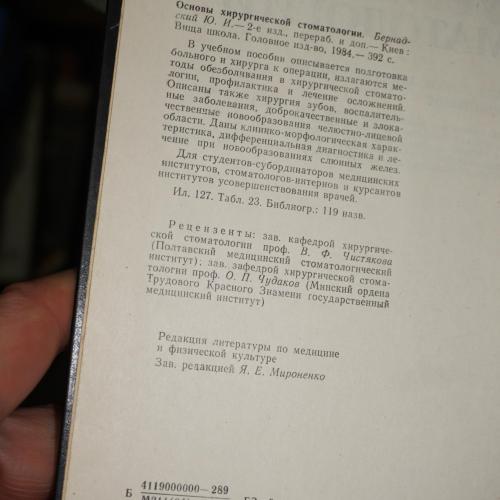 Основы хирургической стоматологии. Бернад-
ский Ю. И.— 2-е изд., перераб. и доп.— Киев :
Вища школа. Головное изд-во, 1984.— 392 с.
В учебном пособии описывается подготовка
больного и хирурга к операции, излагаются ме-
тоды обезболивания в хирургической стомато-
логии, профилактика и лечение осложнений.
Описаны также хирургия зубов, воспалитель-
ные заболевания, доброкачественные и злока-
чественные новообразования челюстно-лицевой
области. Даны клинико-морфологическая харак-
теристика, дифференциальная диагностика и ле-
чение при новообразованиях слюнных желез.
Для студентов-субординаторов медицинских
институтов, стоматологов-интернов и курсантов
институтов усовершенствования врачей.
Ил. 127. Табл. 23. Библиогр.: 119 назв.
Рецензенты: зав. кафедрой хирургиче-
ской стоматологии проф. В. Ф. Чистякова
(Полтавский медицинский стоматологический
институт); зав. кафедрой хирургической стома-
тологии проф. О. П. Чудаков (Минский ордена
Трудового Красного Знамени государственный
медицинский институт)
Редакция литературы по медицине
и физической культуре
Зав. редакцией Я. Е. Мироненко
4119000000—289
Б